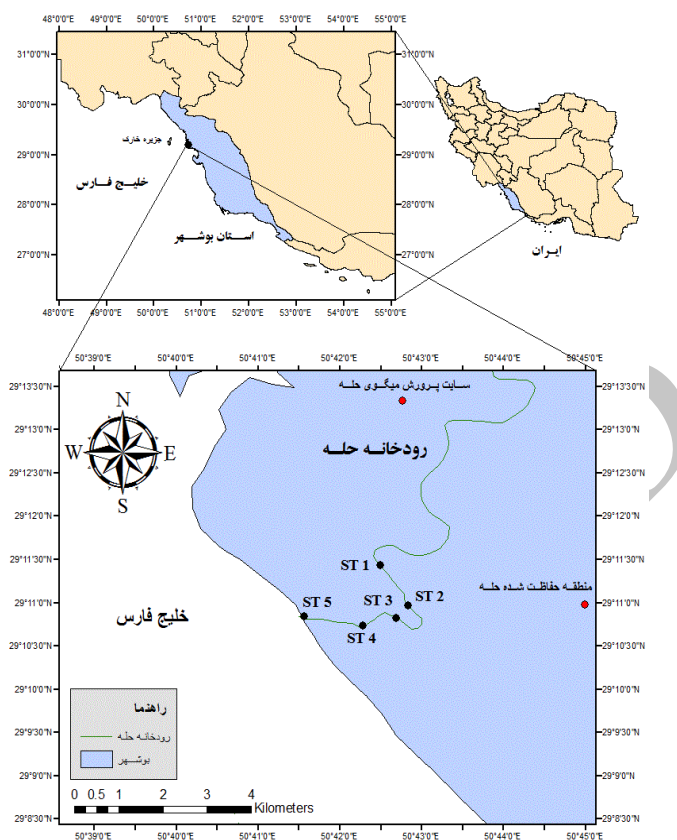 48°0'0"E 49°0'0"E 50°0'0"E 51°0'0"E 52°0'0"E 53°0'0"E 54°0'0"E 55°0'0"E
31°0'0"N
31°0'0"N
30°0'0"N
30°0'0"N
29°0'0"N
29°0'0"N
28°0'0"N
28°0'0"N
27°0'0"N
27°0'0"N
جزیره خارک
خلیج فارس
استان بوشهر
ایران
48°0'0"E 49°0'0"E 50°0'0"E 51°0'0"E 52°0'0"E 53°0'0"E 54°0'0"E 55°0'0"E
50°39'0"E 50°40'0"E 50°41'0"E 50°42'0"E 50°43'0"E 50°44'0"E 50°45'0"E
29°13'30"N
29°13'30"N
سایت پرورش میگوی حله
29°13'0"N
29°13'0"N
N
W E
S
رودخانه حله
29°12'30"N
29°12'30"N
29°12'0"N
29°12'0"N
29°11'30"N
29°11'30"N
ST 1
منطقه حفاظت شده حله
29°11'0"N
29°11'0"N
ST 5
ST 3
ST 2
خلیج فارس
ST 4
29°10'30"N
29°10'30"N
29°10'0"N
29°10'0"N
راهنما
29°9'30"N
29°9'30"N
رودخانه حله
بوشهر
29°9'0"N
29°9'0"N
0 0.5 1 2 3 4
Kilometers
29°8'30"N
29°8'30"N
50°39'0"E 50°40'0"E 50°41'0"E 50°42'0"E 50°43'0"E 50°44'0"E 50°45'0"E